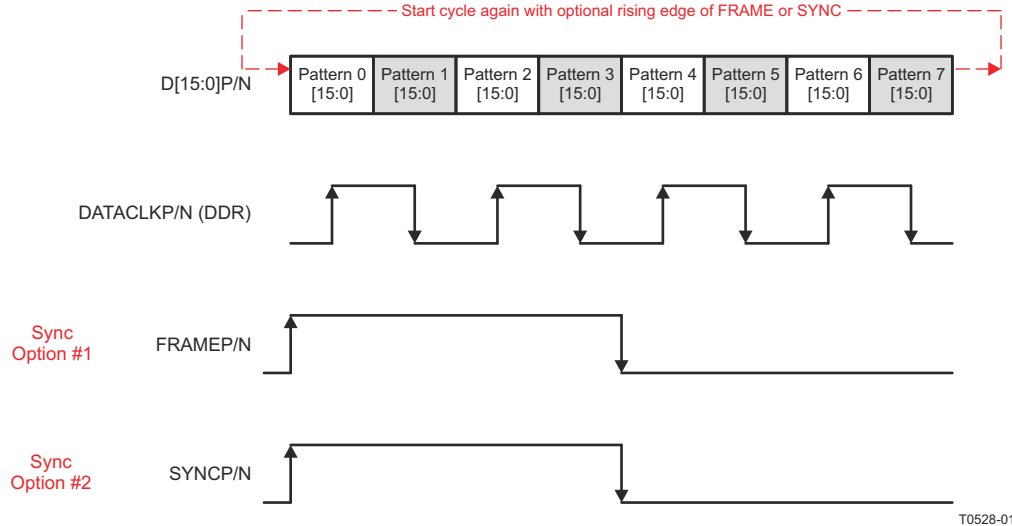 Start cycle again with optional rising edge of FRAME or SYNC
D[15:0]P/N
Pattern 0 [15:0]
Pattern 1 [15:0]
Pattern 2 [15:0]
Pattern 3 [15:0]
Pattern 4 [15:0]
Pattern 5 [15:0]
Pattern 6 [15:0]
Pattern 7 [15:0]
DATACLKP/N (DDR)
Sync
Option #1
FRAMEP/N
Sync
Option #2
SYNCP/N
T0528-01